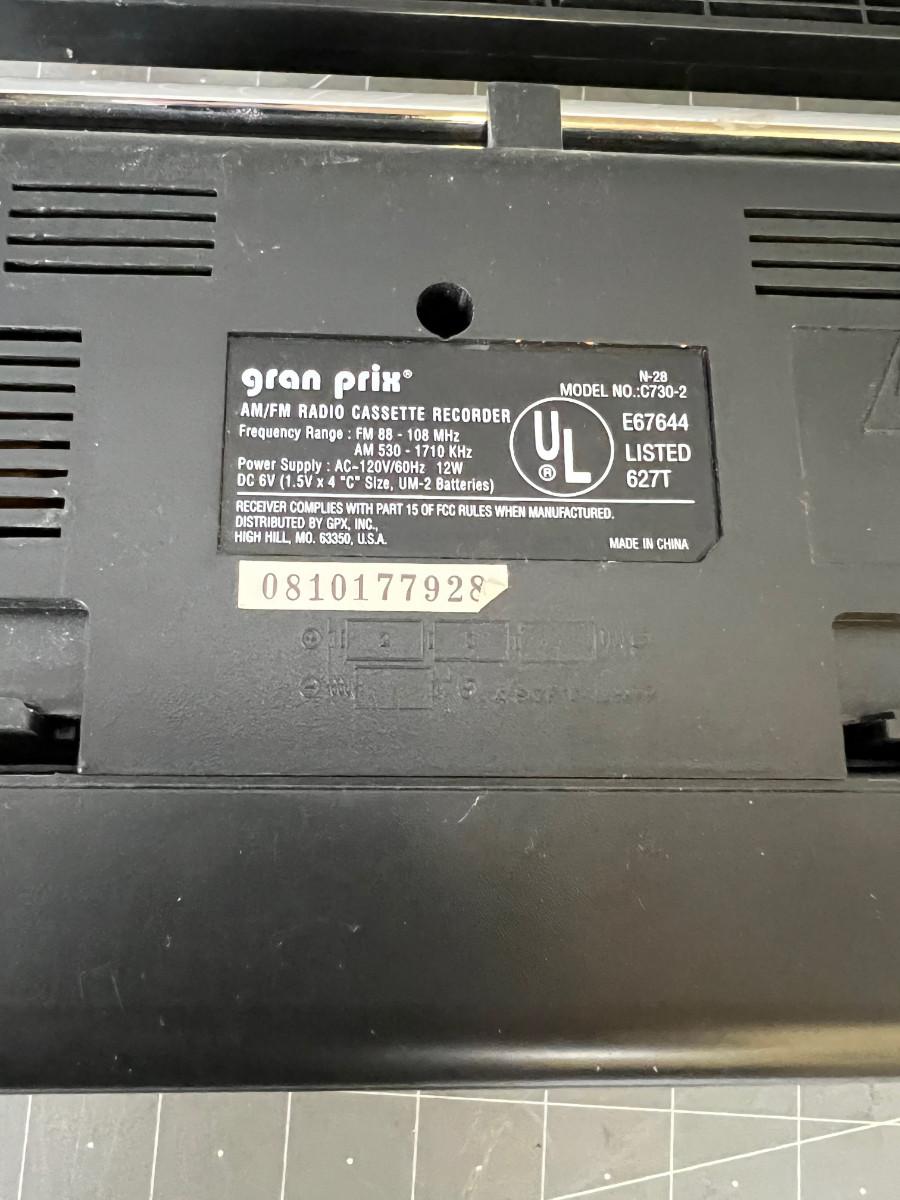 gran prix®
N-28
MODEL NO.:C730-2
AM/FM RADIO CASSETTE RECORDER
Frequency Range : FM 88 - 108 MHz
AM 530 - 1710 KHz
Power Supply : AC~120V/60Hz 12W
DC 6V (1.5V x 4 "C" Size, UM-2 Batteries)
UL
®
E67644
LISTED
627T
RECEIVER COMPLIES WITH PART 15 OF FCC RULES WHEN MANUFACTURED.
DISTRIBUTED BY GPX, INC.,
HIGH HILL, MO. 63350, U.S.A.
MADE IN CHINA
0810177928